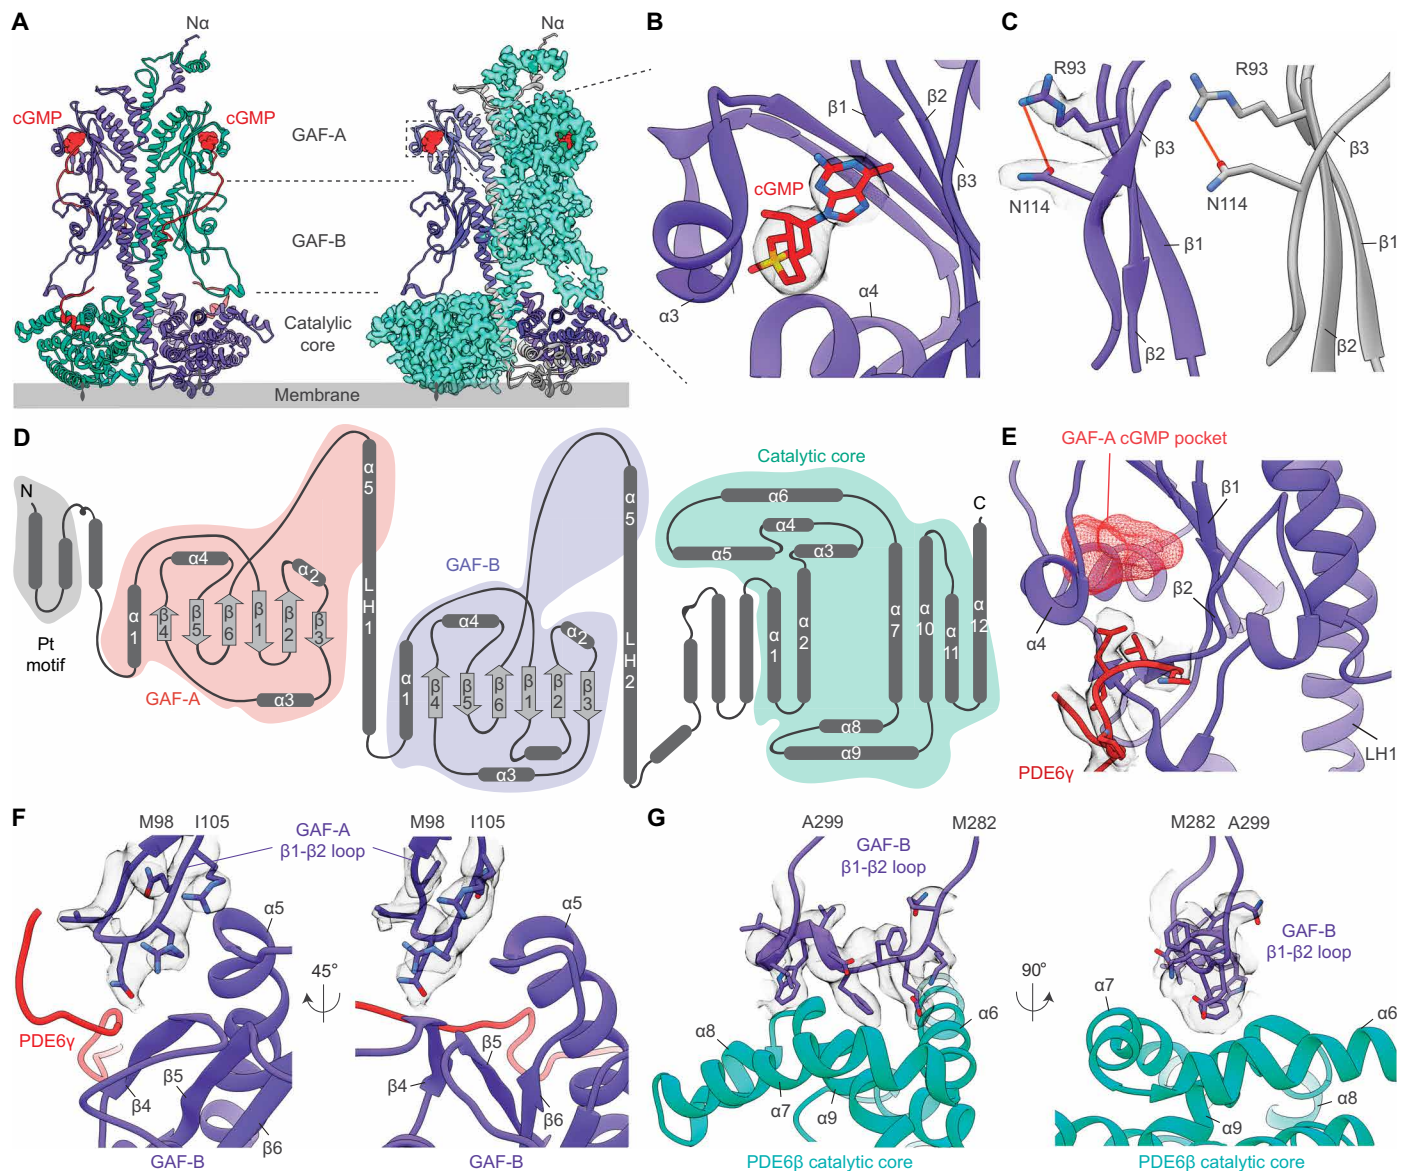 A
Nα
Nα
cGMP
cGMP
GAF-A
GAF-B
Catalytic
core
Membrane
B
β1
β2
β3
cGMP
α3
α4
C
R93
R93
β3
β3
N114
N114
β1
β1
β2
β2
D
N
Pt
motif
α1
α4
β4
β5
β6
β1
β2
α2
β3
α3
GAF-A
α5
LH1
GAF-B
α1
α4
β4
β5
β6
β1
β2
α2
β3
α3
α5
LH2
Catalytic core
α6
α4
α5
α3
α1
α2
α7
α10
α11
α12
C
α8
α9
E
GAF-A cGMP pocket
β1
β2
α4
PDE6γ
LH1
F
M98
I105
GAF-A
β1-β2 loop
M98
I105
α5
α5
45°
PDE6γ
β4
β5
β6
β4
β5
β6
GAF-B
GAF-B
G
A299
M282
GAF-B
β1-β2 loop
M282
A299
GAF-B
β1-β2 loop
90°
α8
α7
α9
α6
α7
α6
α8
α9
PDE6β catalytic core
PDE6β catalytic core